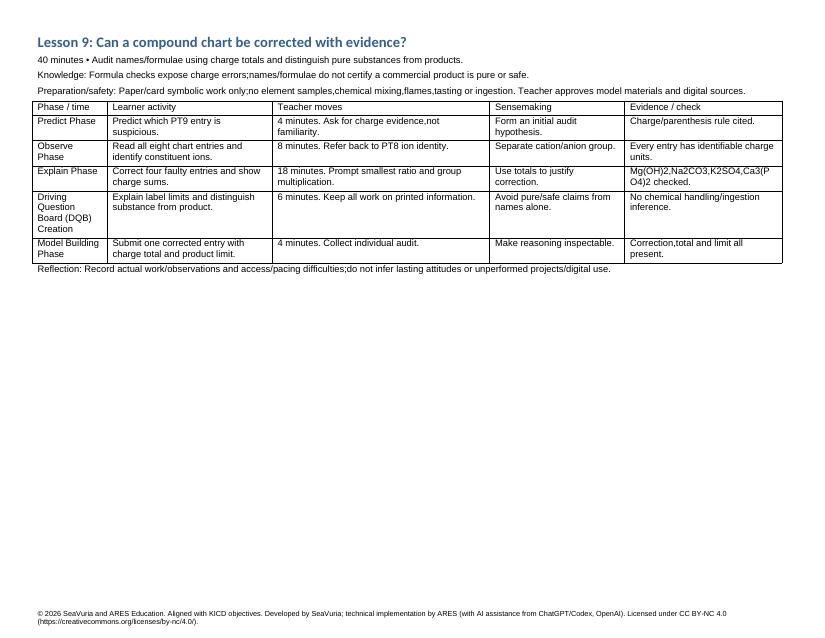 Lesson 9: Can a compound chart be corrected with evidence?
40 minutes • Audit names/formulae using charge totals and distinguish pure substances from products.
Knowledge: Formula checks expose charge errors;names/formulae do not certify a commercial product is pure or safe.
Preparation/safety: Paper/card symbolic work only;no element samples,chemical mixing,flames,tasting or ingestion. Teacher approves model materials and digital sources.
Phase / time
Learner activity
Teacher moves
Sensemaking
Evidence / check
Predict Phase
Predict which PT9 entry is
suspicious.
4 minutes. Ask for charge evidence,not
familiarity.
Form an initial audit
hypothesis.
Charge/parenthesis rule cited.
Observe
Phase
Read all eight chart entries and
identify constituent ions.
8 minutes. Refer back to PT8 ion identity.
Separate cation/anion group.
Every entry has identifiable charge
units.
Explain Phase
Correct four faulty entries and show
charge sums.
18 minutes. Prompt smallest ratio and group
multiplication.
Use totals to justify
correction.
Mg(OH)2,Na2CO3,K2SO4,Ca3(P
O4)2 checked.
Driving
Question
Board (DQB)
Creation
Explain label limits and distinguish
substance from product.
6 minutes. Keep all work on printed information.
Avoid pure/safe claims from
names alone.
No chemical handling/ingestion
inference.
Model Building
Phase
Submit one corrected entry with
charge total and product limit.
4 minutes. Collect individual audit.
Make reasoning inspectable.
Correction,total and limit all
present.
Reflection: Record actual work/observations and access/pacing difficulties;do not infer lasting attitudes or unperformed projects/digital use.
© 2026 SeaVuria and ARES Education. Aligned with KICD objectives. Developed by SeaVuria; technical implementation by ARES (with AI assistance from ChatGPT/Codex, OpenAI). Licensed under CC BY-NC 4.0
(https://creativecommons.org/licenses/by-nc/4.0/).